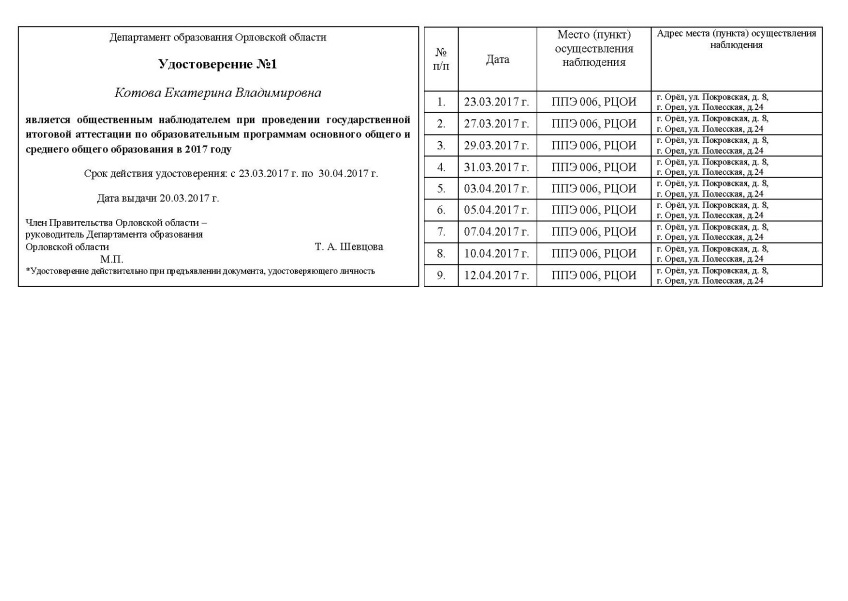 Департамент образования Орловской области
Удостоверение №1
Котова Екатерина Владимировна
является общественным наблюдателем при проведении государственной
итоговой аттестации по образовательным программам основного общего и
среднего общего образования в 2017 году
Срок действия удостоверения: с 23.03.2017 г. по 30.04.2017 г.
Дата выдачи 20.03.2017 г.
Член Правительства Орловской области –
руководитель Департамента образования
Орловской области Т. А. Шевцова
М.П.
*Удостоверение действительно при предъявлении документа, удостоверяющего личность
№ п/п Дата Место (пункт) осуществления наблюдения Адрес места (пункта) осуществления наблюдения
1. 23.03.2017 г. ППЭ 006, РЦОИ г. Орёл, ул. Покровская, д. 8,
г. Орел, ул. Полесская, д.24
2. 27.03.2017 г. ППЭ 006, РЦОИ г. Орёл, ул. Покровская, д. 8,
г. Орел, ул. Полесская, д.24
3. 29.03.2017 г. ППЭ 006, РЦОИ г. Орёл, ул. Покровская, д. 8,
г. Орел, ул. Полесская, д.24
4. 31.03.2017 г. ППЭ 006, РЦОИ г. Орёл, ул. Покровская, д. 8,
г. Орел, ул. Полесская, д.24
5. 03.04.2017 г. ППЭ 006, РЦОИ г. Орёл, ул. Покровская, д. 8,
г. Орел, ул. Полесская, д.24
6. 05.04.2017 г. ППЭ 006, РЦОИ г. Орёл, ул. Покровская, д. 8,
г. Орел, ул. Полесская, д.24
7. 07.04.2017 г. ППЭ 006, РЦОИ г. Орёл, ул. Покровская, д. 8,
г. Орел, ул. Полесская, д.24
8. 10.04.2017 г. ППЭ 006, РЦОИ г. Орёл, ул. Покровская, д. 8,
г. Орел, ул. Полесская, д.24
9. 12.04.2017 г. ППЭ 006, РЦОИ г. Орёл, ул. Покровская, д. 8,
г. Орел, ул. Полесская, д.24